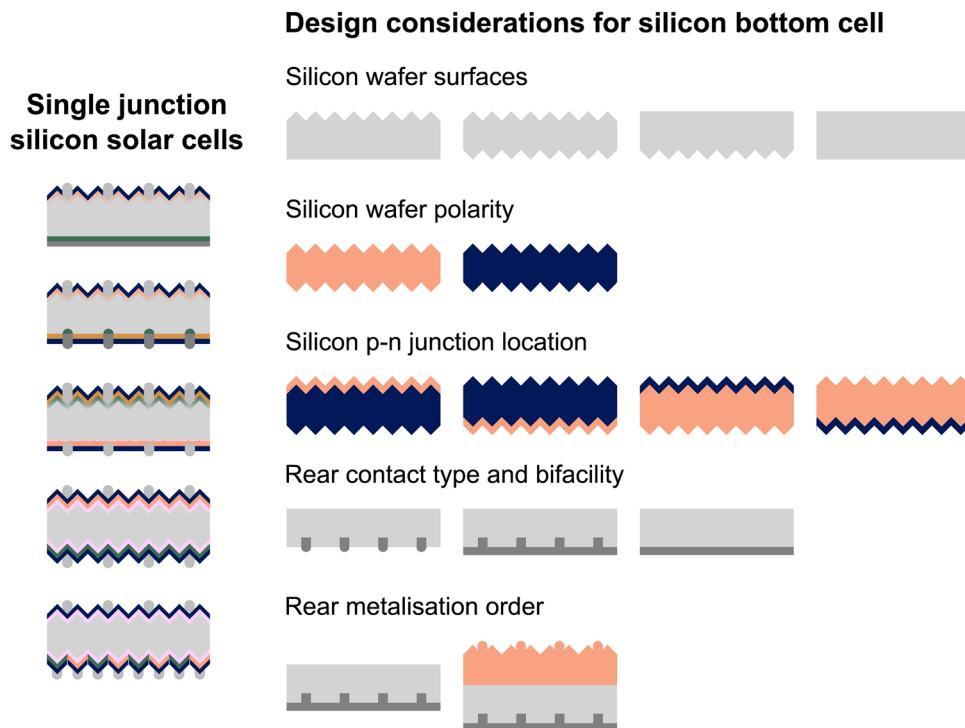 Design considerations for silicon bottom cell
Single junction
silicon solar cells
Silicon wafer surfaces
Silicon wafer polarity
Silicon p-n junction location
Rear contact type and bifacility
Rear metalisation order